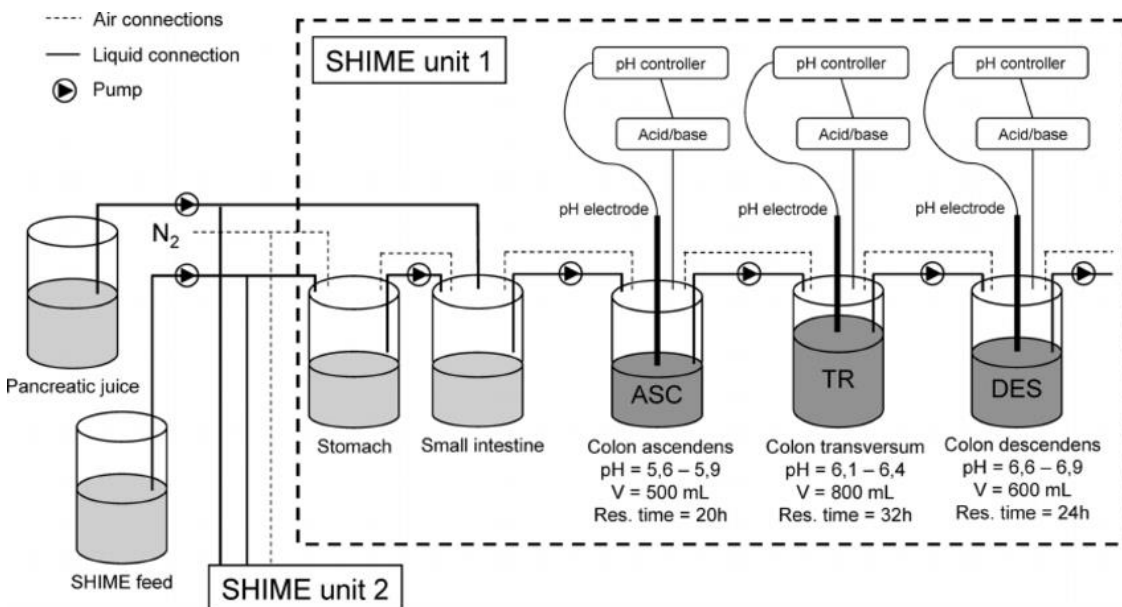 Air connections
Liquid connection
Pump
SHIME unit 1
pH controller
pH controller
pH controller
Acid/base
Acid/base
Acid/base
pH electrode
pH electrode
pH electrode
N2
Pancreatic juice
SHIME feed
Stomach
Small intestine
ASC
TR
DES
Colon ascendens
pH = 5,6 – 5,9
V = 500 mL
Res. time = 20h
Colon transversum
pH = 6,1 – 6,4
V = 800 mL
Res. time = 32h
Colon descendens
pH = 6,6 – 6,9
V = 600 mL
Res. time = 24h
SHIME unit 2